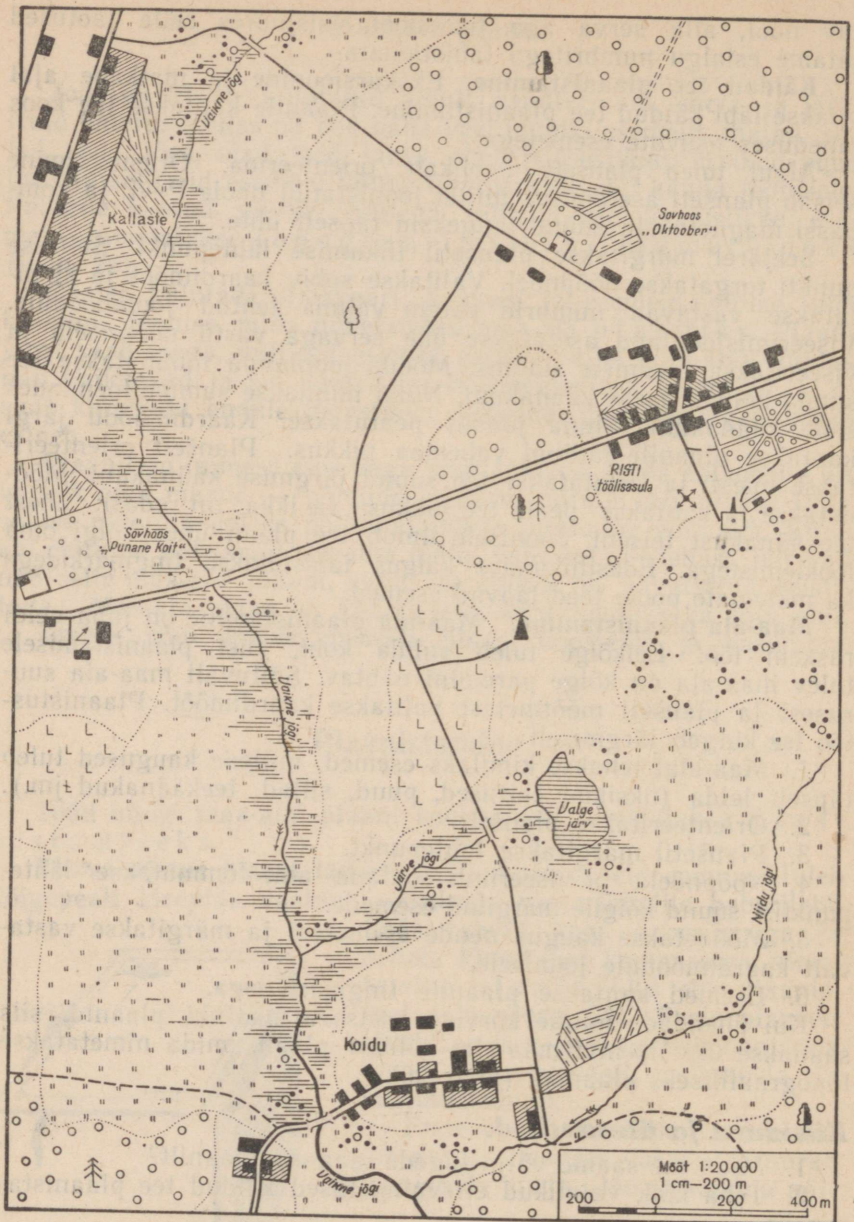 Vaikne jõgi
Kallaste
Sovhoos
„Oktoober"
RISTI
töölisasula
Sovhoos
„Punane Koit"
Vaikne jõgi
Valge
järv
Järve jõgi
Niidu jõgi
Koidu
Vaikne jõgi
Mõõt 1:20 000
1 cm—200 m
200 0 200 400 m